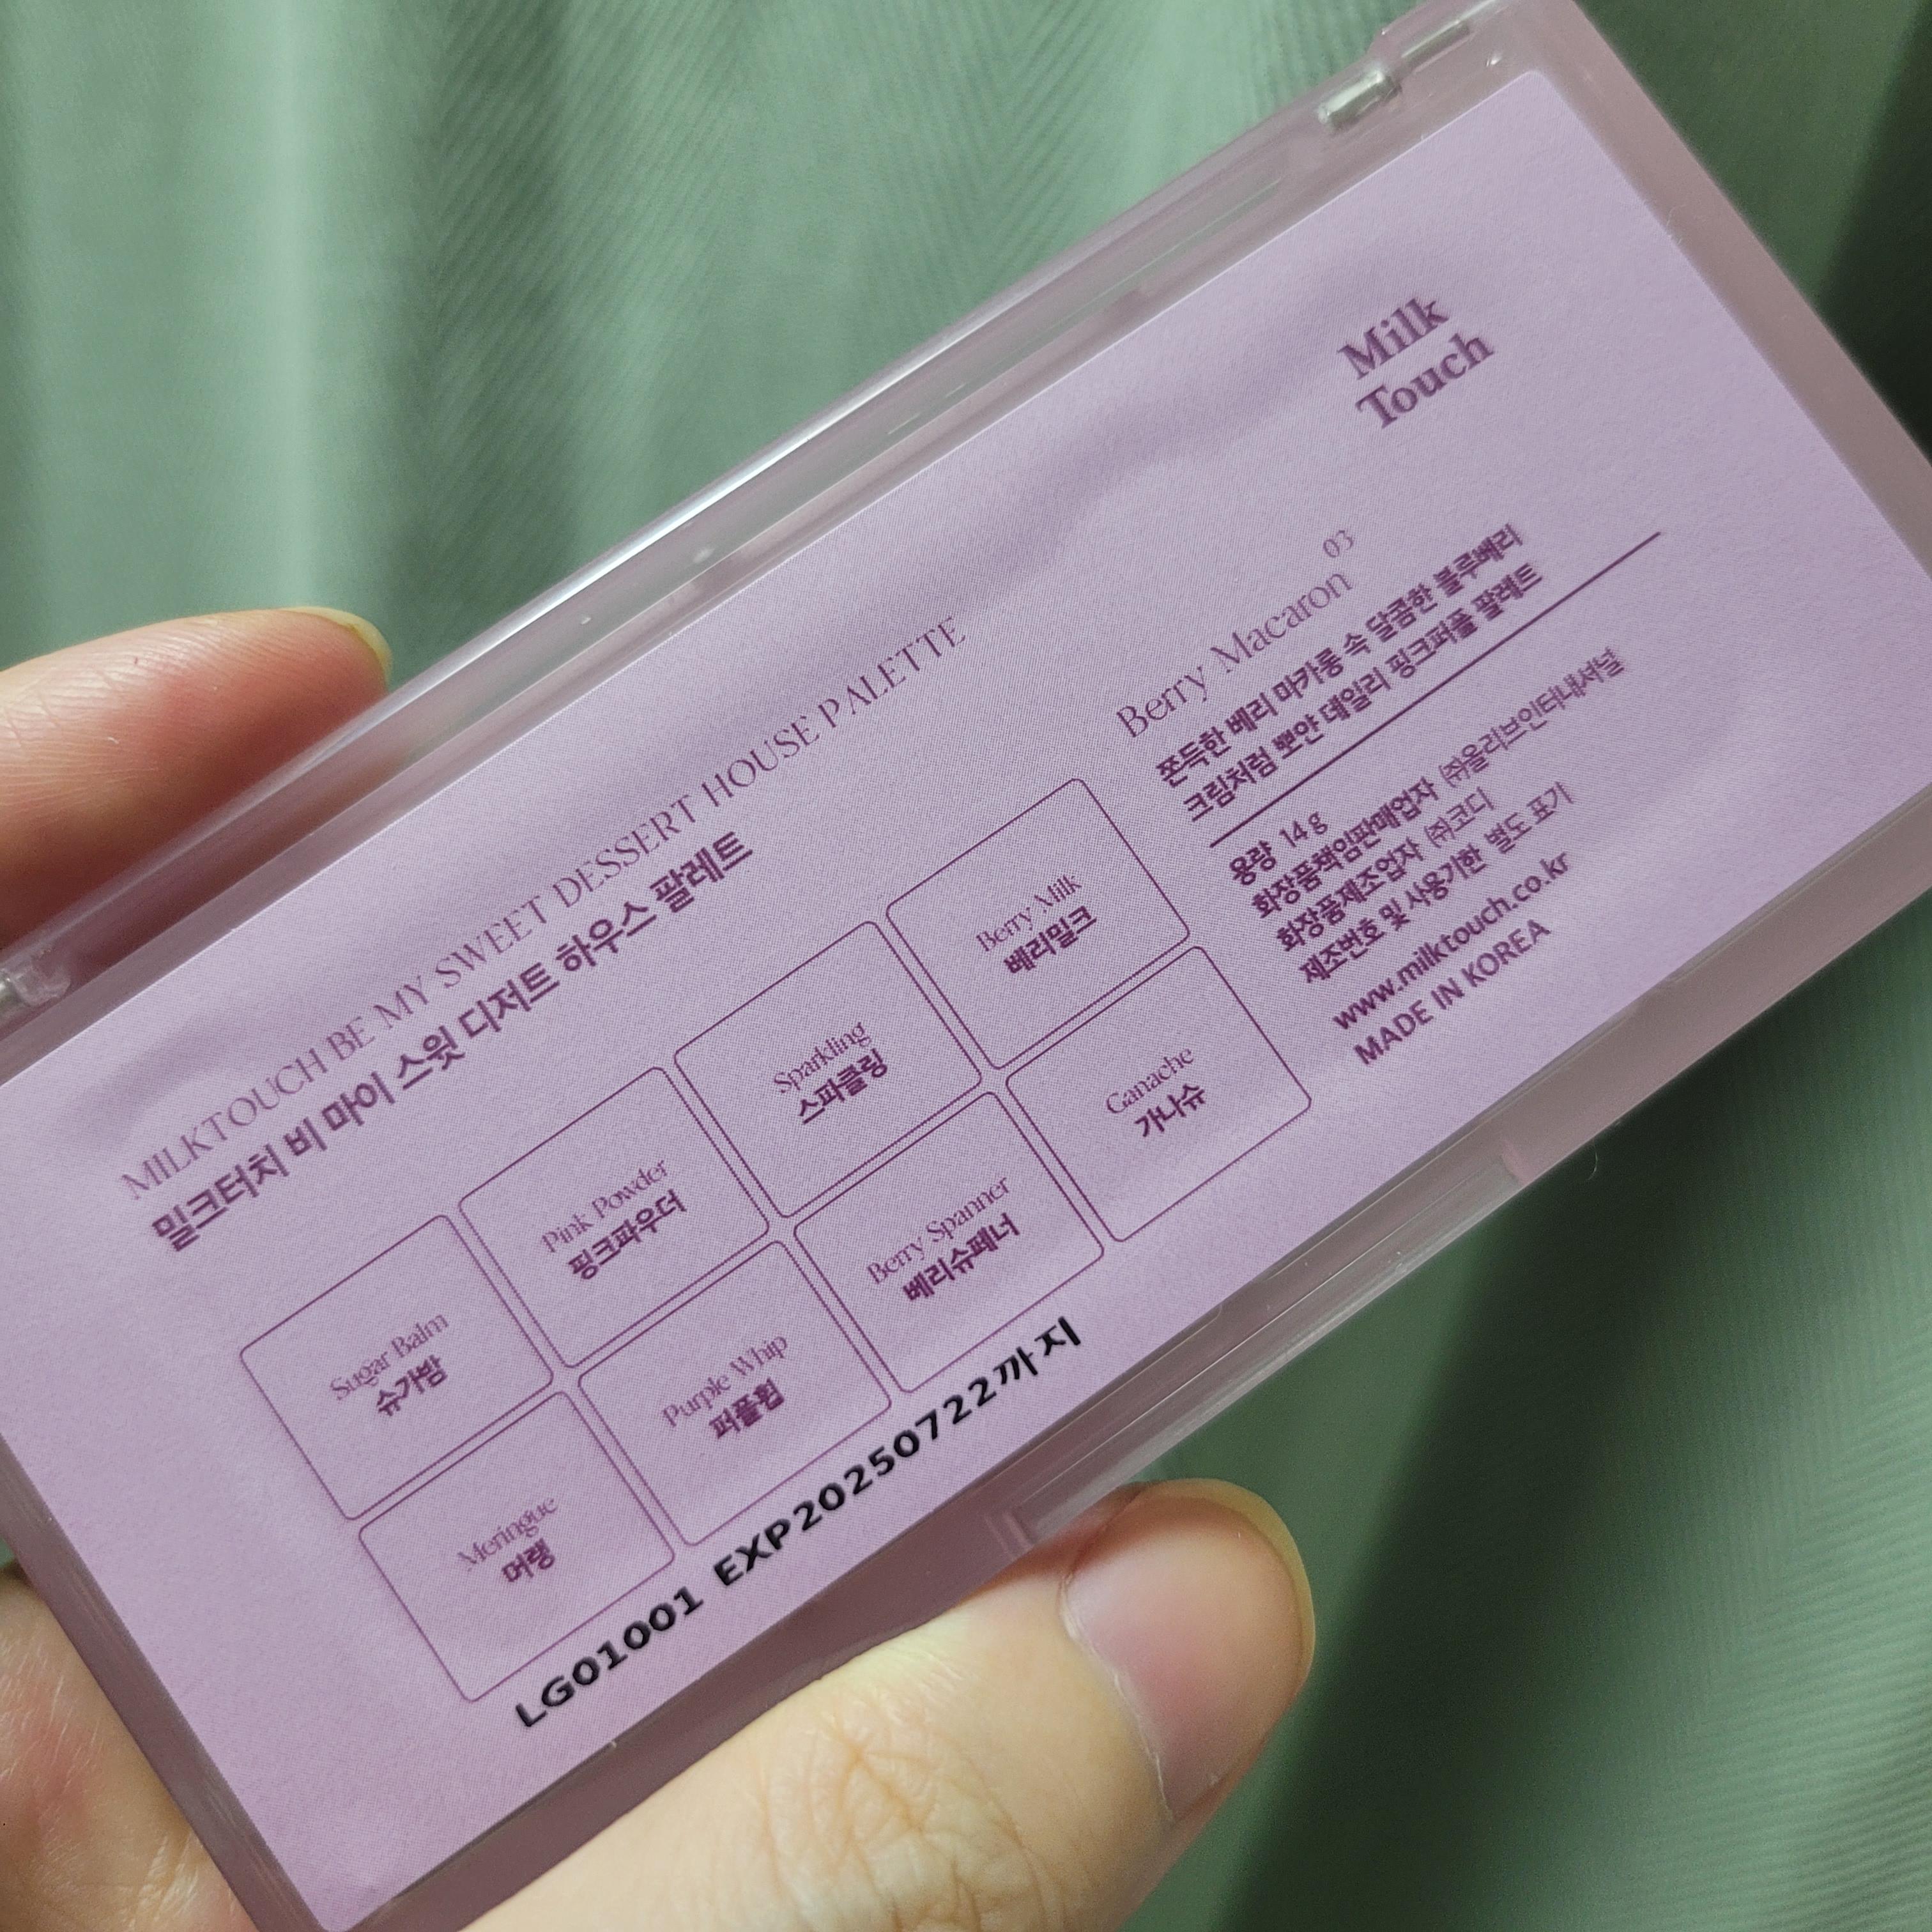 Milk
Touch
MILKTOUCH BE MY SWEET DESSERT HOUSE PALETTE
밀크터치 비 마이 스윗 디저트 하우스 팔레트
Sugar Balm
슈가밤
Pink Powder
핑크파우더
Sparkling
스파클링
Berry Milk
베리밀크
Meringue
머랭
Purple Whip
퍼플휩
Berry Spanner
베리슈페너
Ganache
가나슈
03
Berry Macaron
쫀득한 베리 마카롱 속 달콤한 블루베리
크림처럼 뽀얀 데일리 핑크퍼플 팔레트
용량 14 g
화장품책임판매업자 ㈜올리브인터내셔널
화장품제조업자 ㈜코디
제조번호 및 사용기한 별도 표기
www.milktouch.co.kr
MADE IN KOREA
LG01001 EXP20250722까지